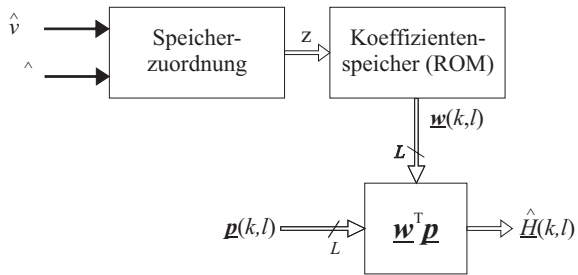 v̂
^
Speicher-
zuordnung
z
Koeffizienten-
speicher (ROM)
w(k,l)
L
p(k,l)
L
wᵀp
Ĥ(k,l)